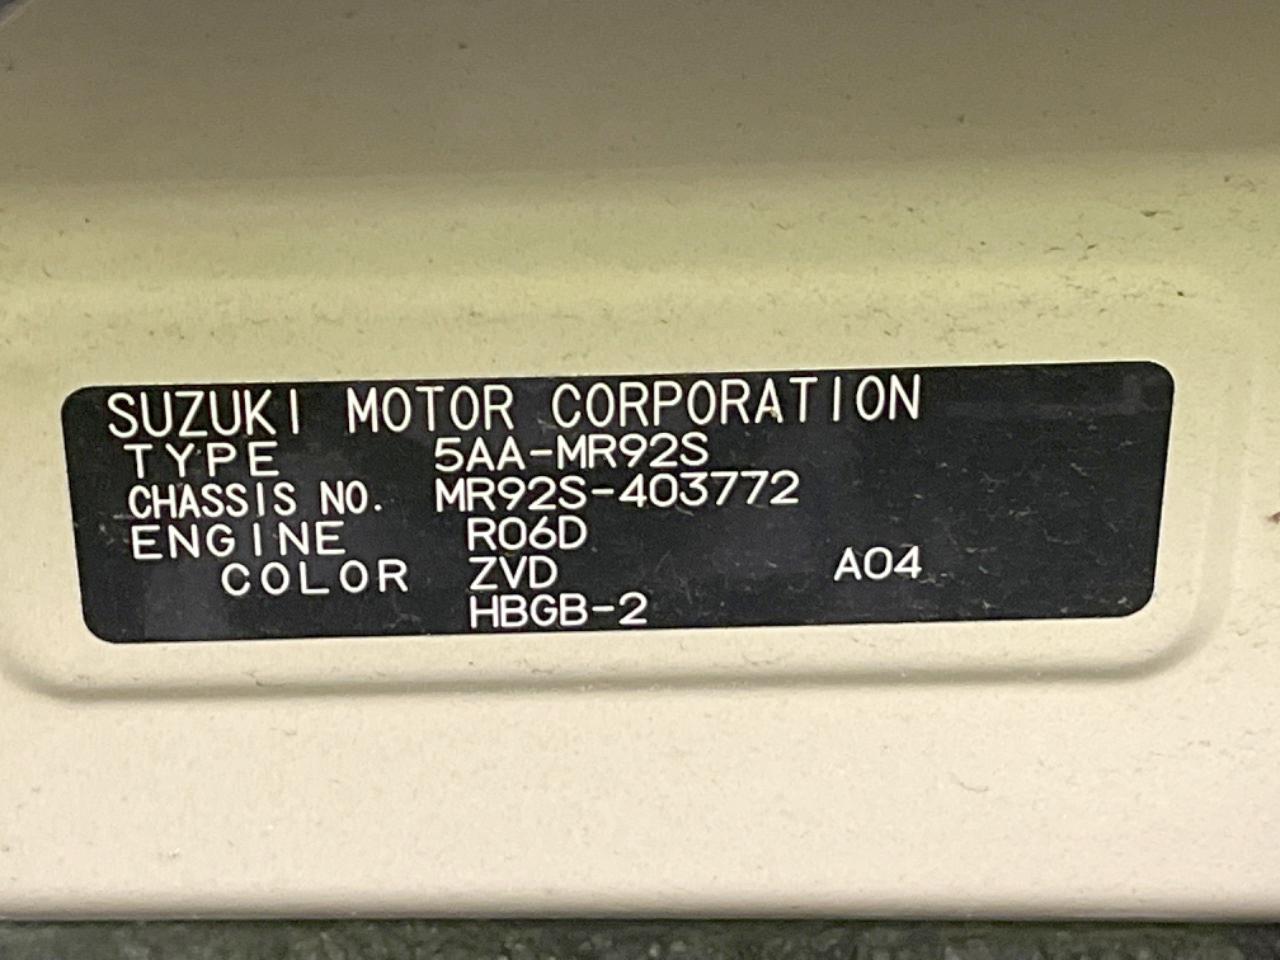 SUZUKI MOTOR CORPORATION
TYPE 5AA-MR92S
CHASSIS NO. MR92S-403772
ENGINE R06D
COLOR ZVD A04
HBGB-2